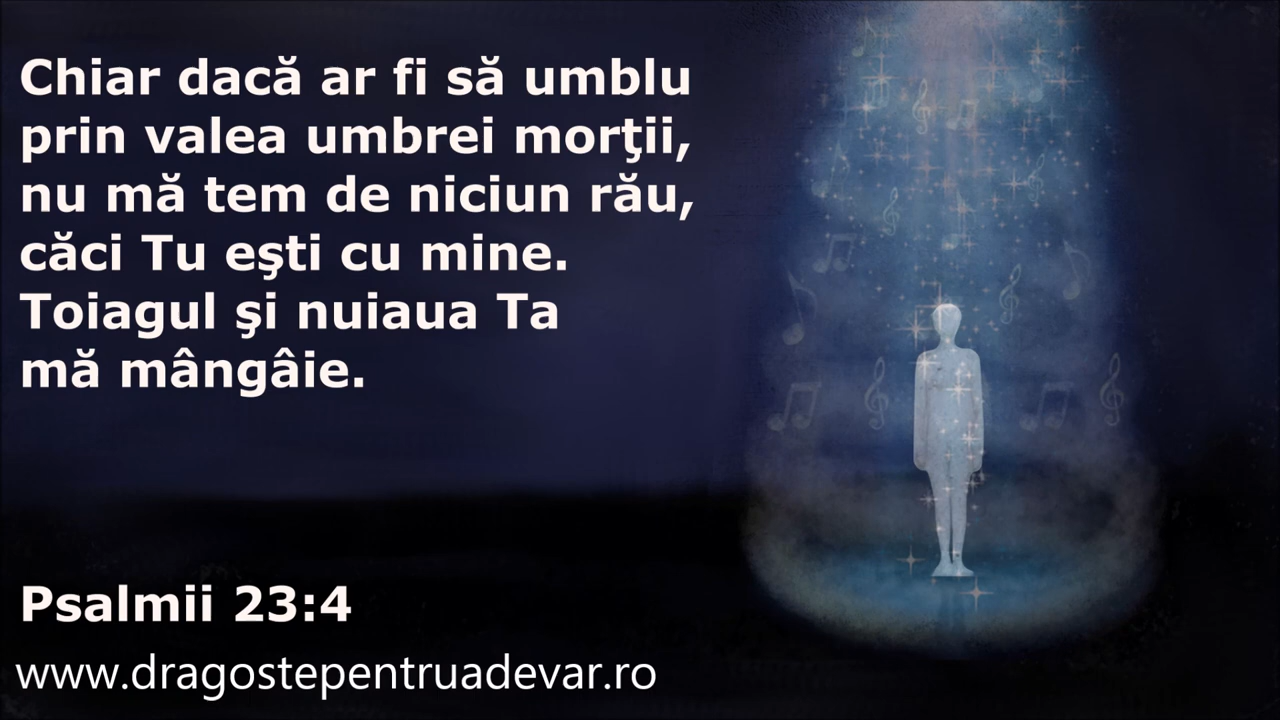 Chiar dacă ar fi să umblu
prin valea umbrei morţii,
nu mă tem de niciun rău,
căci Tu eşti cu mine.
Toiagul şi nuiaua Ta
mă mângâie.
Psalmii 23:4
www.dragostepentruadevar.ro